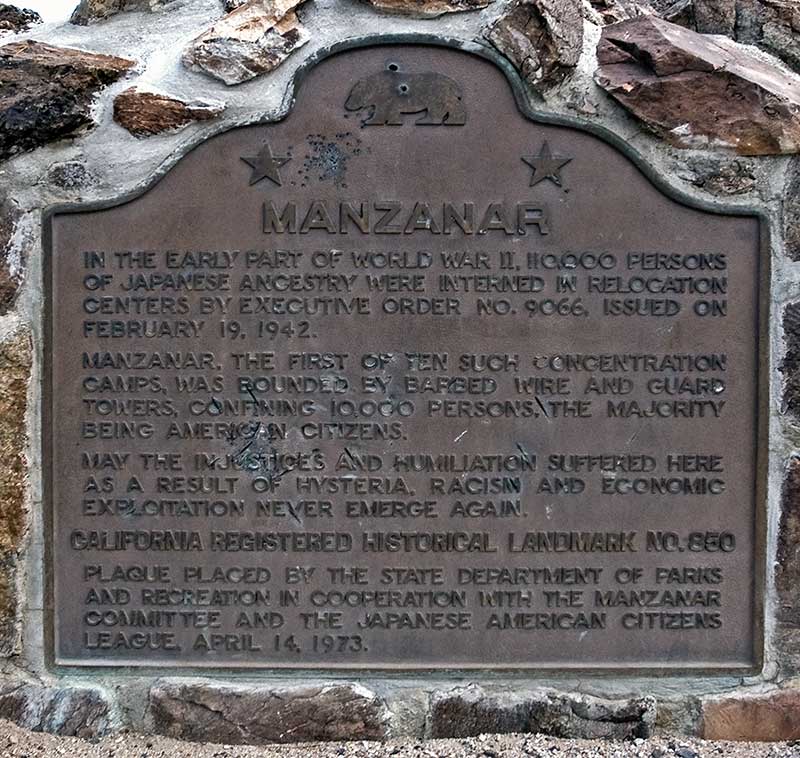 MANZANAR
IN THE EARLY PART OF WORLD WAR II, 110,000 PERSONS
OF JAPANESE ANCESTRY WERE INTERNED IN RELOCATION
CENTERS BY EXECUTIVE ORDER NO. 9066, ISSUED ON
FEBRUARY 19, 1942.
MANZANAR, THE FIRST OF TEN SUCH CONCENTRATION
CAMPS, WAS BOUNDED BY BARBED WIRE AND GUARD
TOWERS, CONFINING 10,000 PERSONS, THE MAJORITY
BEING AMERICAN CITIZENS.
MAY THE INJUSTICES AND HUMILIATION SUFFERED HERE
AS A RESULT OF HYSTERIA, RACISM AND ECONOMIC
EXPLOITATION NEVER EMERGE AGAIN.
CALIFORNIA REGISTERED HISTORICAL LANDMARK NO. 850
PLAQUE PLACED BY THE STATE DEPARTMENT OF PARKS
AND RECREATION IN COOPERATION WITH THE MANZANAR
COMMITTEE AND THE JAPANESE AMERICAN CITIZENS
LEAGUE, APRIL 14, 1973.